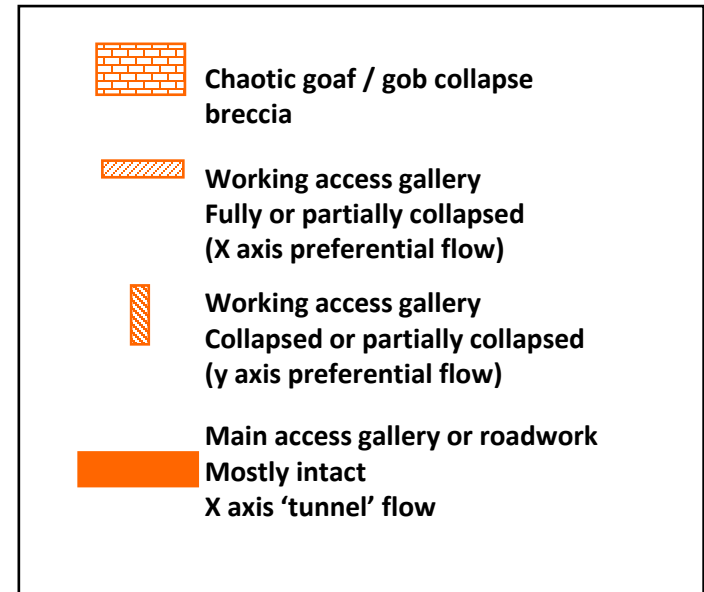 Chaotic goaf / gob collapse
breccia
Working access gallery
Fully or partially collapsed
(X axis preferential flow)
Working access gallery
Collapsed or partially collapsed
(y axis preferential flow)
Main access gallery or roadwork
Mostly intact
X axis ‘tunnel’ flow